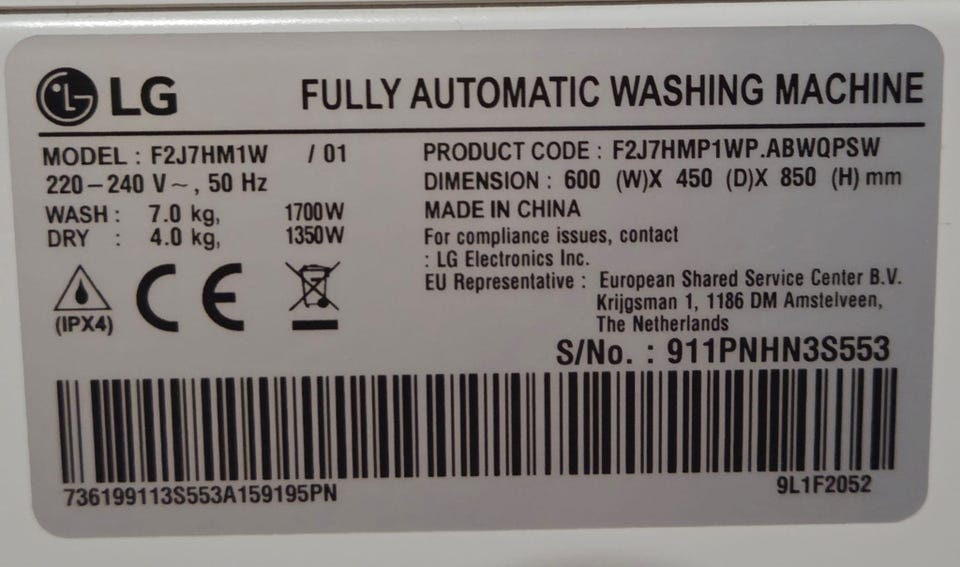 LG FULLY AUTOMATIC WASHING MACHINE
MODEL : F2J7HM1W / 01
220–240 V~, 50 Hz
WASH : 7.0 kg, 1700W
DRY : 4.0 kg, 1350W
(IPX4)
CE
PRODUCT CODE : F2J7HMP1WP.ABWQPSW
DIMENSION : 600 (W)X 450 (D)X 850 (H) mm
MADE IN CHINA
For compliance issues, contact
: LG Electronics Inc.
EU Representative : European Shared Service Center B.V.
Krijgsman 1, 1186 DM Amstelveen,
The Netherlands
S/No. : 911PNHN3S553
736199113S553A159195PN 9L1F2052